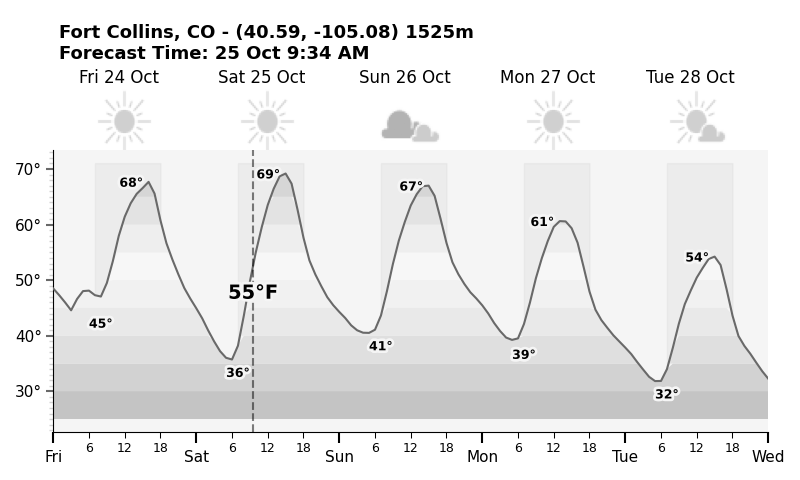 Fort Collins, CO - (40.59, -105.08) 1525m
Forecast Time: 25 Oct 9:34 AM
Fri 24 Oct Sat 25 Oct Sun 26 Oct Mon 27 Oct Tue 28 Oct
70°
60°
50°
40°
30°
68° 69° 67° 61° 54°
55°F
45° 36° 41° 39° 32°
6 12 18 6 12 18 6 12 18 6 12 18 6 12 18
Fri Sat Sun Mon Tue Wed